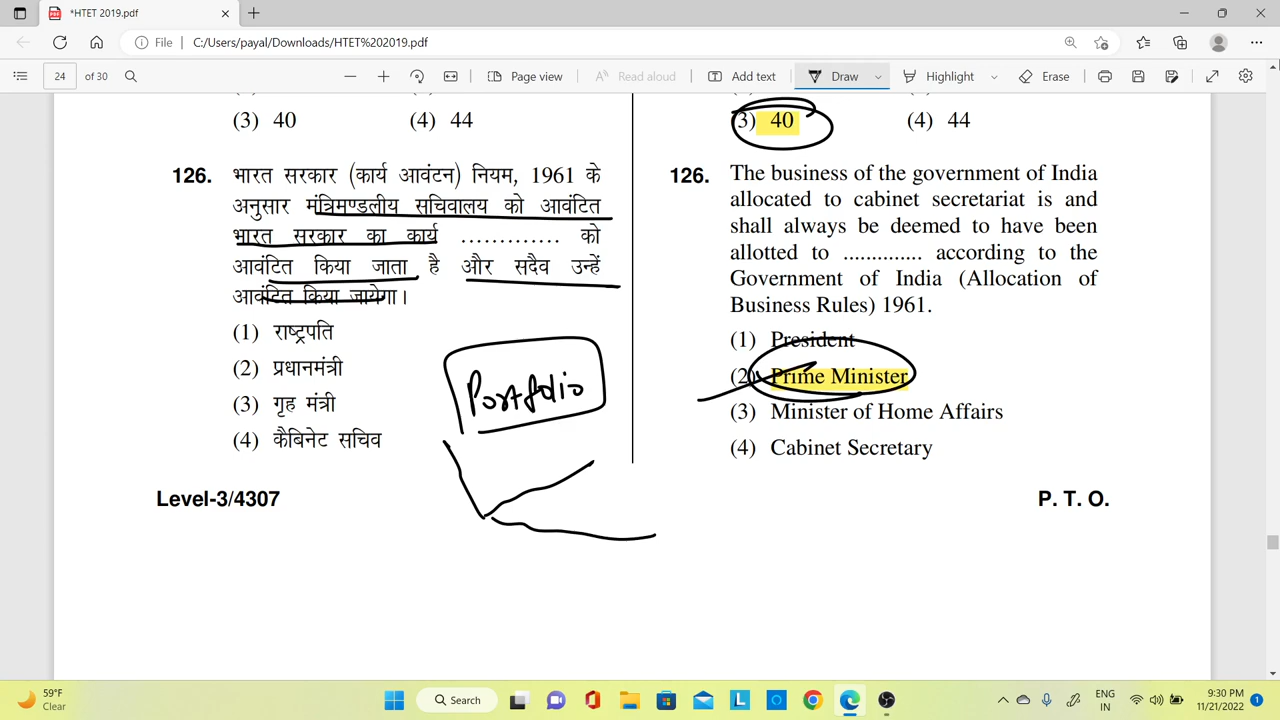 *HTET 2019.pdf
File C:/Users/payal/Downloads/HTET%202019.pdf
24 of 30 Page view Read aloud Add text Draw Highlight Erase
(3) 40 (4) 44
126. भारत सरकार (कार्य आवंटन) नियम, 1961 के
अनुसार मंत्रिमण्डलीय सचिवालय को आवंटित
भारत सरकार का कार्य ............. को
आवंटित किया जाता है और सदैव उन्हें
आवंटित किया जायेगा।
(1) राष्ट्रपति
(2) प्रधानमंत्री
(3) गृह मंत्री
(4) कैबिनेट सचिव
Portfolio
Level-3/4307
(3) 40 (4) 44
126. The business of the government of India
allocated to cabinet secretariat is and
shall always be deemed to have been
allotted to .............. according to the
Government of India (Allocation of
Business Rules) 1961.
(1) President
(2) Prime Minister
(3) Minister of Home Affairs
(4) Cabinet Secretary
P. T. O.
59°F
Clear
Search
ENG
IN
9:30 PM
11/21/2022
1